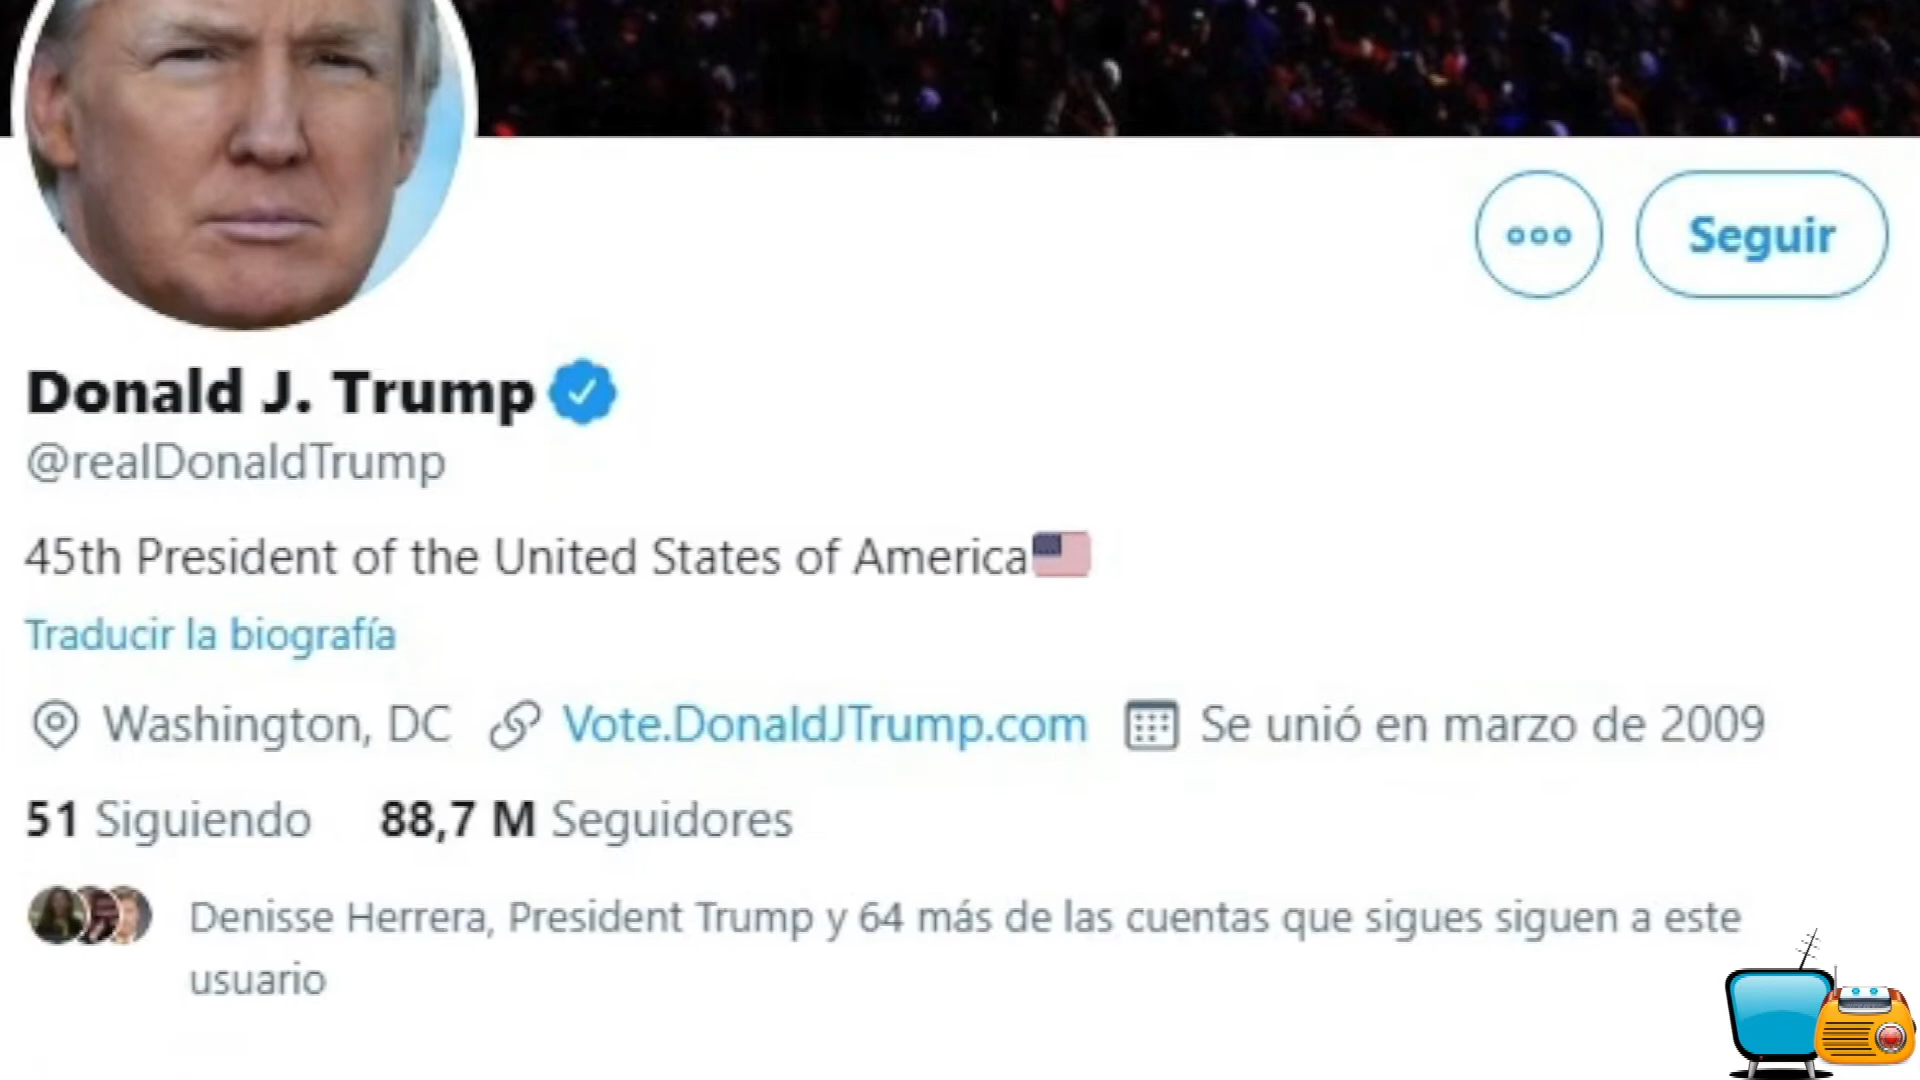 Seguir
Donald J. Trump
@realDonaldTrump
45th President of the United States of America
Traducir la biografía
Washington, DC Vote.DonaldJTrump.com Se unió en marzo de 2009
51 Siguiendo 88,7 M Seguidores
Denisse Herrera, President Trump y 64 más de las cuentas que sigues siguen a este
usuario